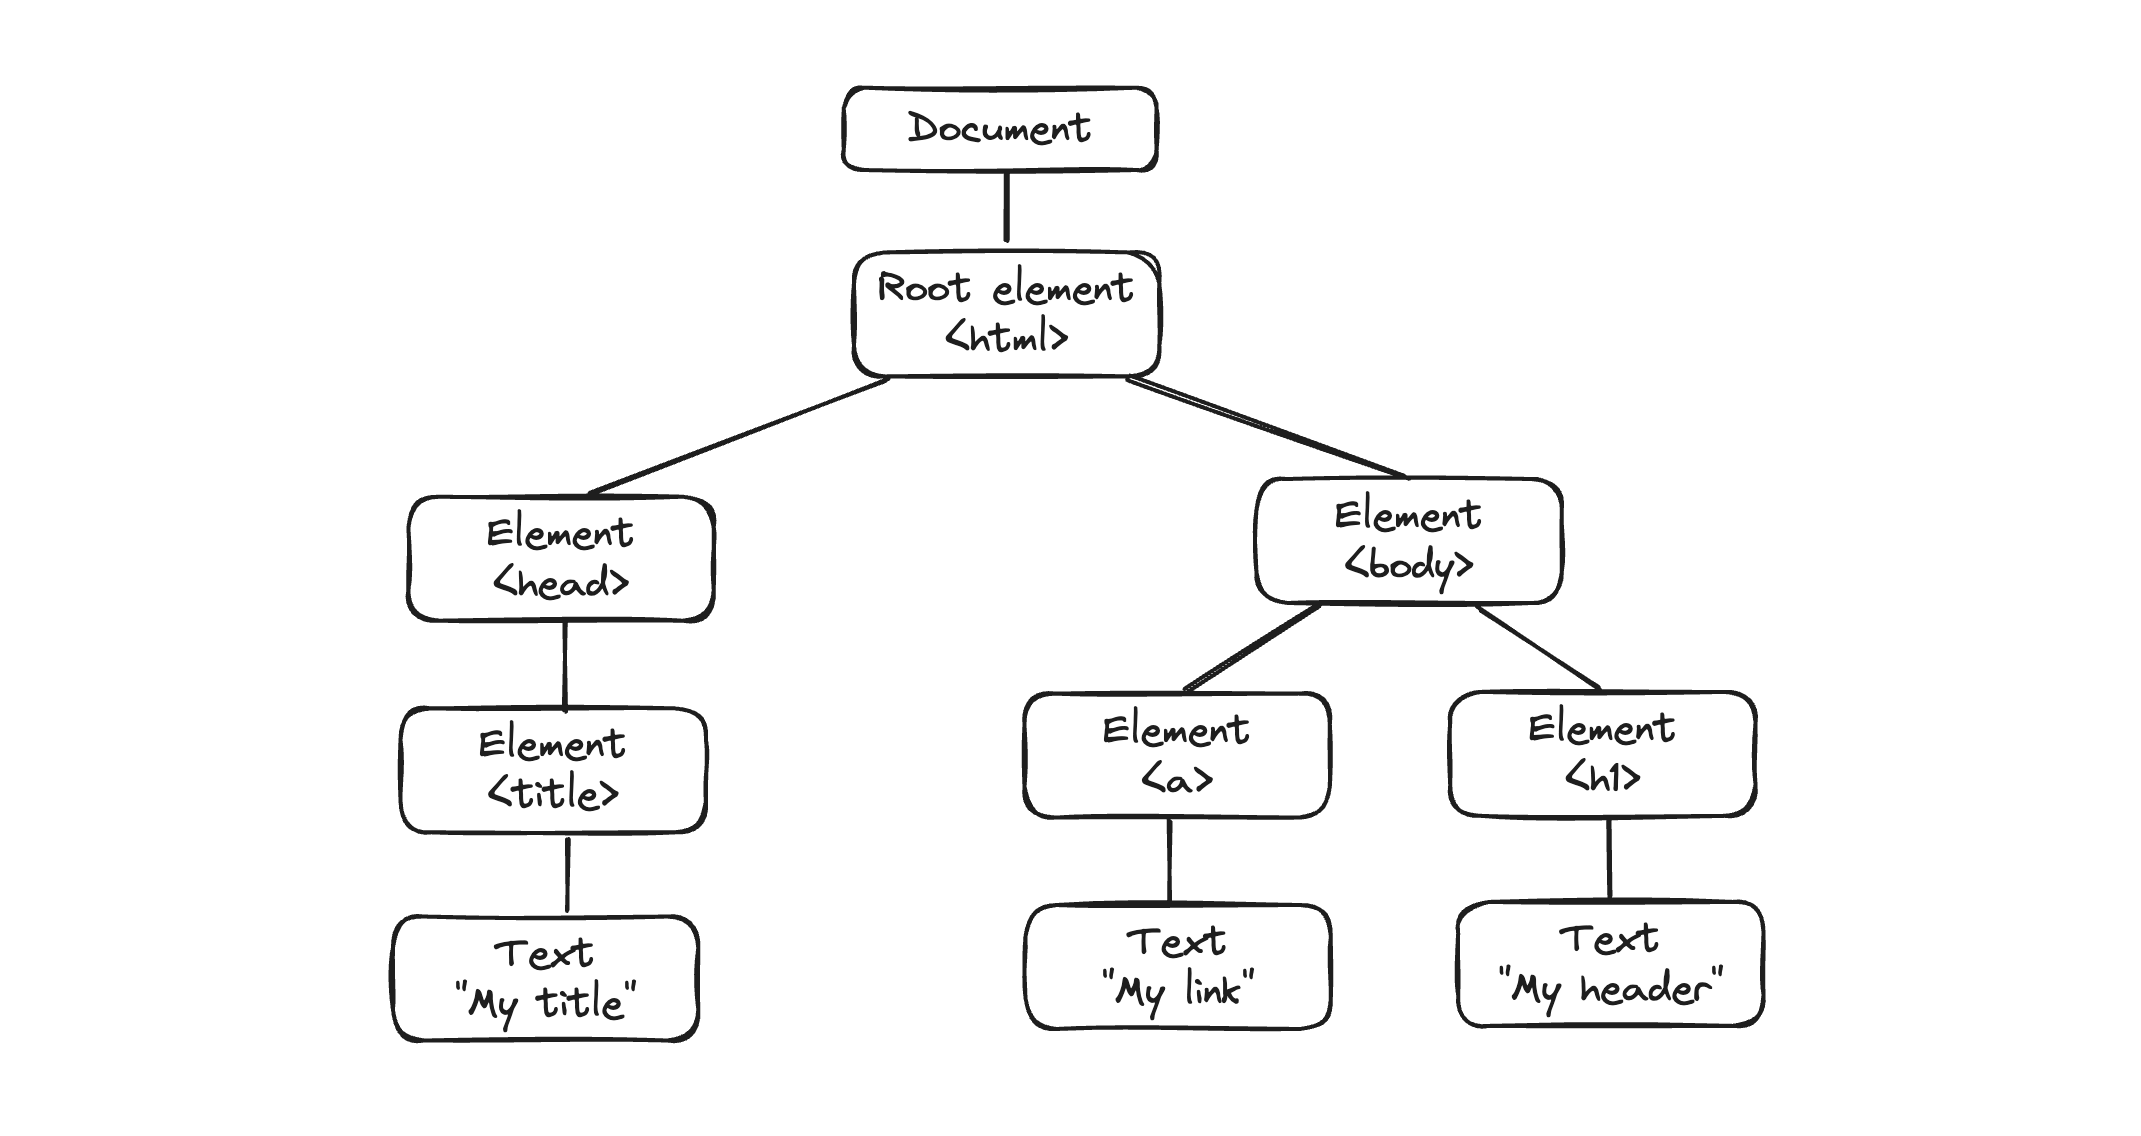 Document
Root element
<html>
Element
<head>
Element
<body>
Element
<title>
Element
<a>
Element
<h1>
Text
"My title"
Text
"My link"
Text
"My header"